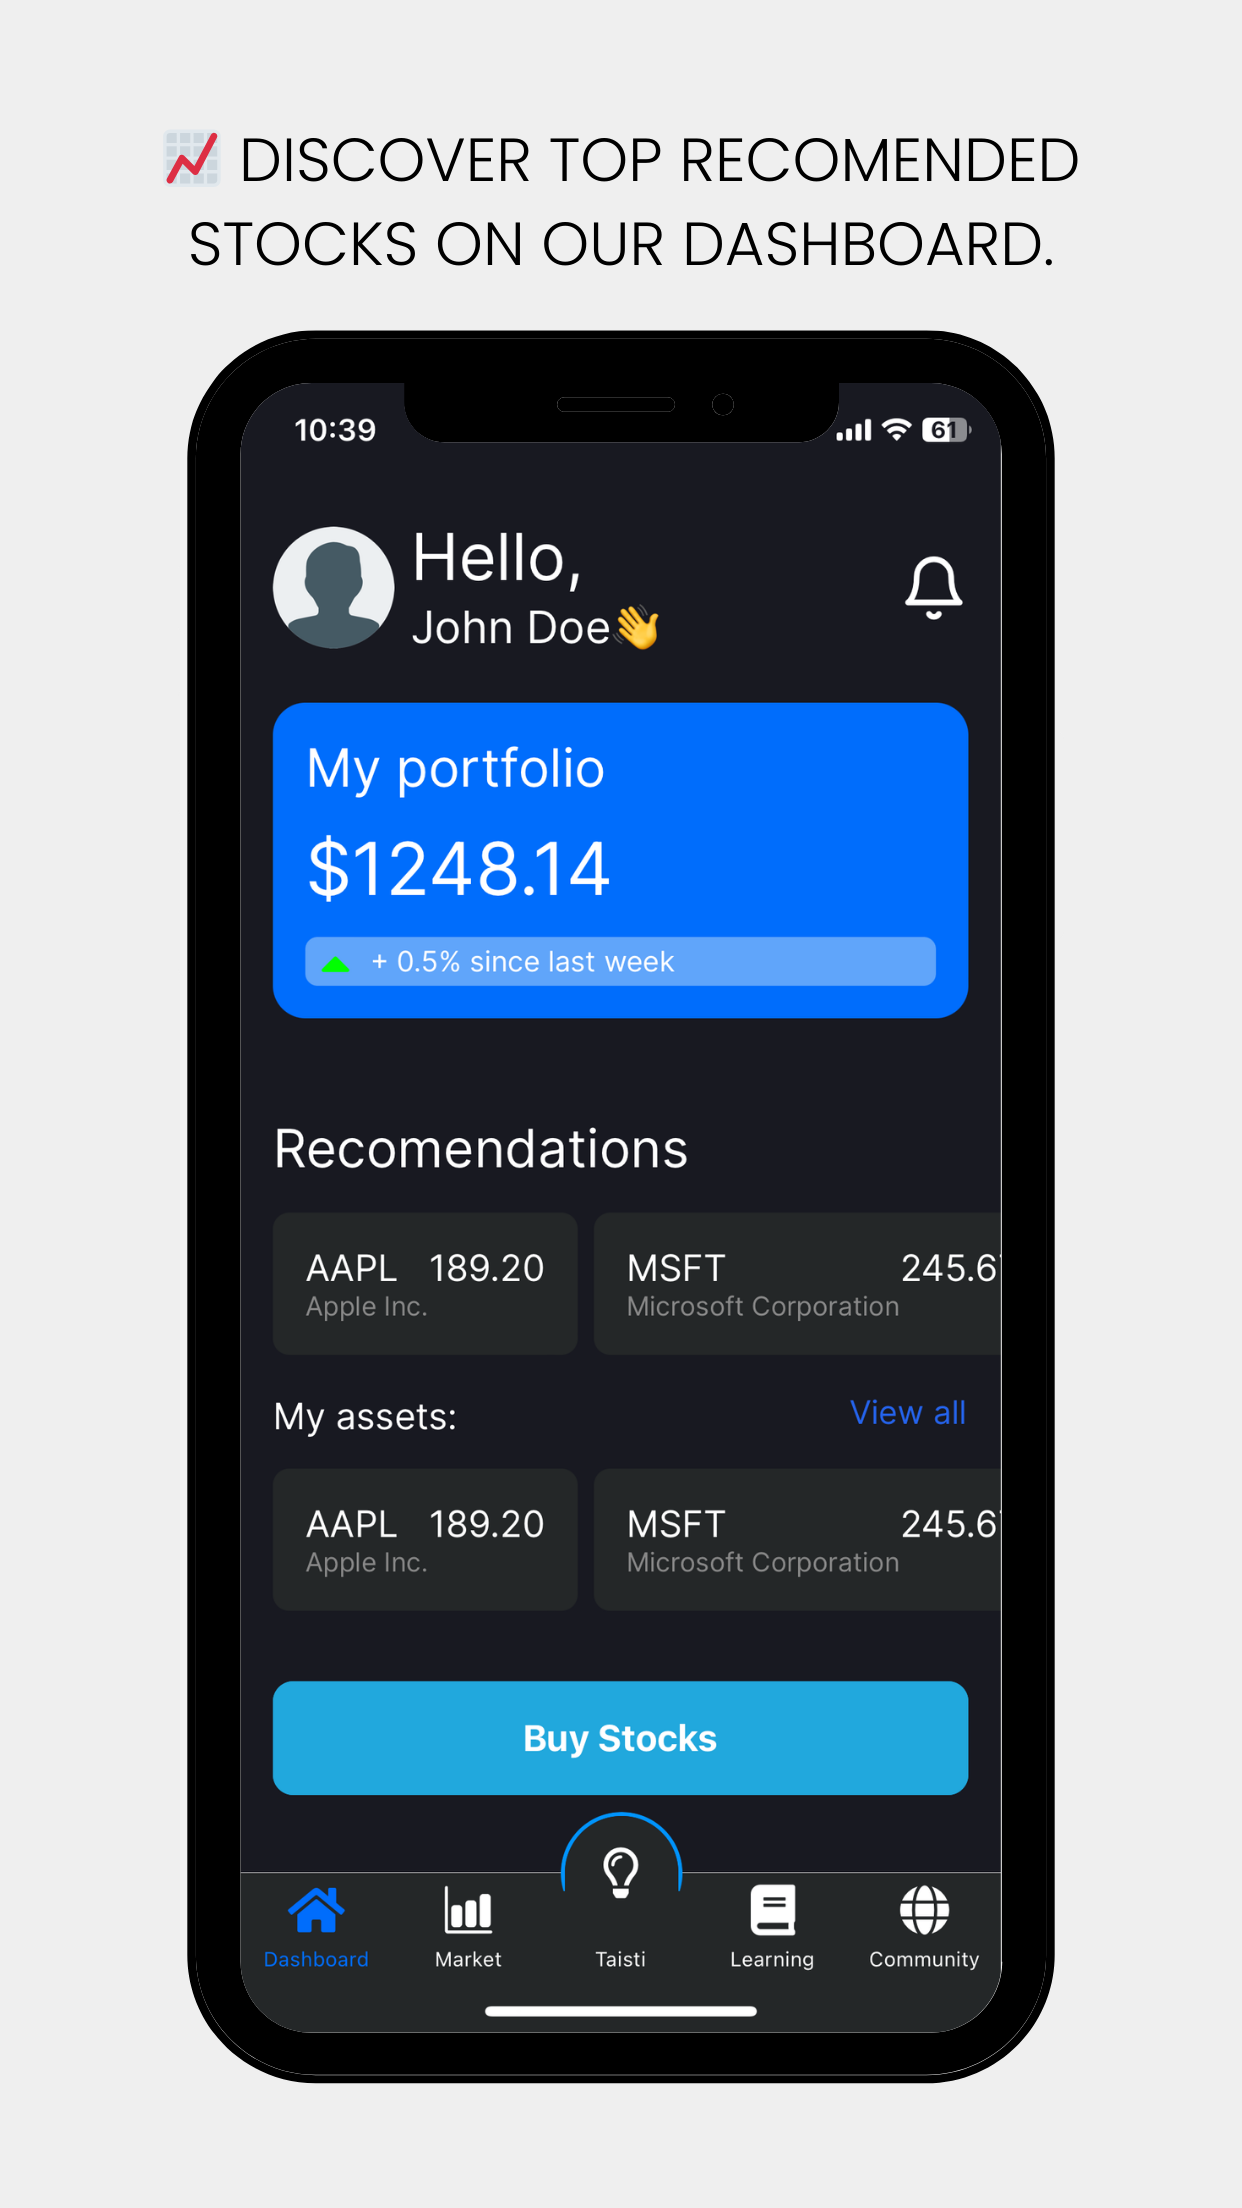 📈 DISCOVER TOP RECOMENDED
STOCKS ON OUR DASHBOARD.
10:39
61
Hello,
John Doe👋
My portfolio
$1248.14
+ 0.5% since last week
Recomendations
AAPL 189.20 MSFT 245.6
Apple Inc. Microsoft Corporation
My assets: View all
AAPL 189.20 MSFT 245.6
Apple Inc. Microsoft Corporation
Buy Stocks
Dashboard Market Taisti Learning Community